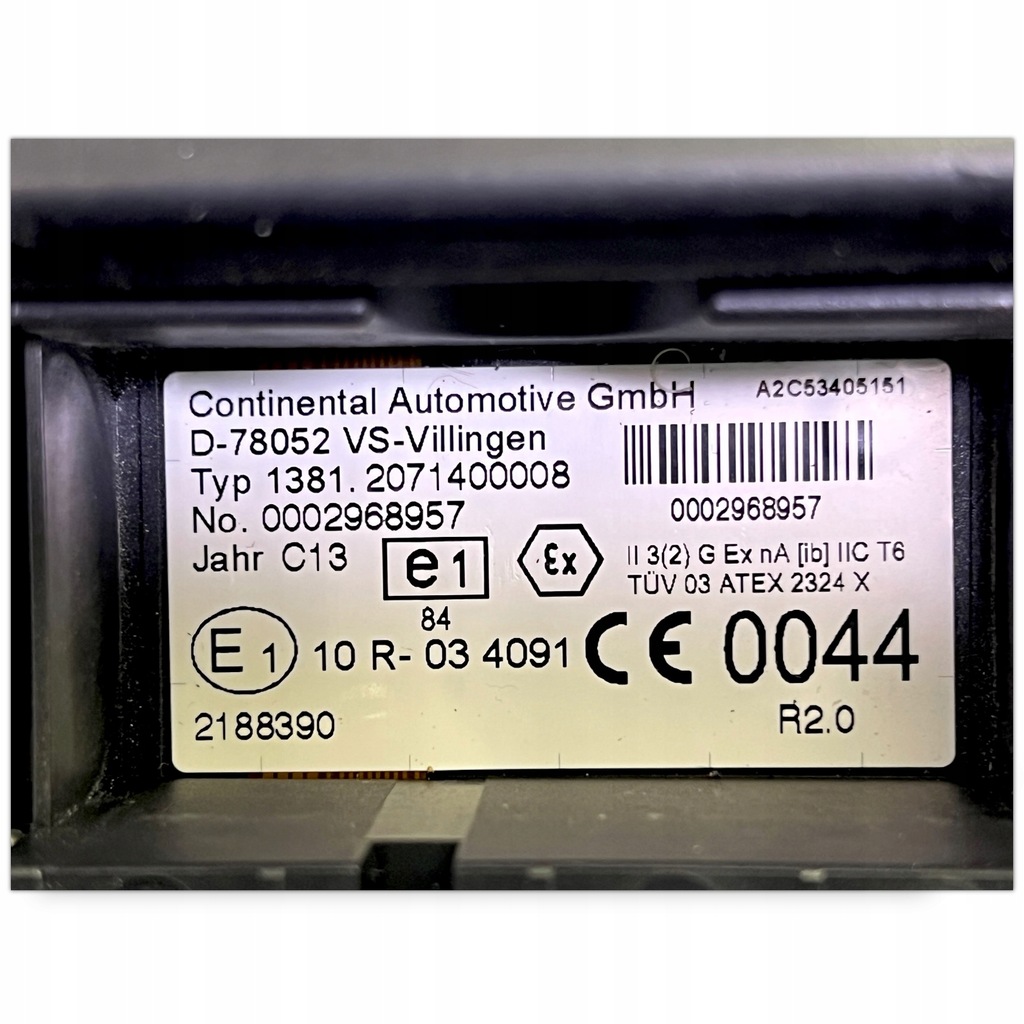 Continental Automotive GmbH A2C53405151
D-78052 VS-Villingen
Typ 1381.2071400008
No. 0002968957 0002968957
Jahr C13 e1 Ex II 3(2) G Ex nA [ib] IIC T6
TÜV 03 ATEX 2324 X
84
E1 10 R- 03 4091 CE 0044
2188390 R2.0